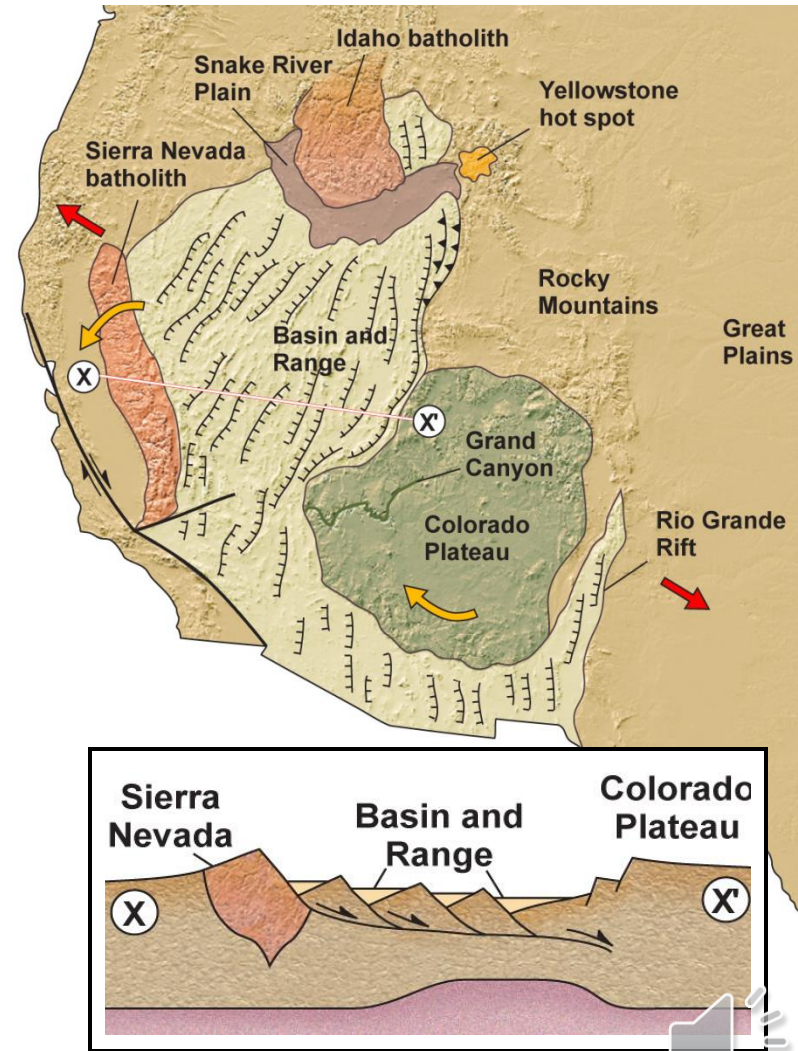 Idaho batholith
Snake River
Plain
Yellowstone
hot spot
Sierra Nevada
batholith
Rocky
Mountains
Great
Plains
Basin and
Range
X
X'
Grand
Canyon
Colorado
Plateau
Rio Grande
Rift
Sierra
Nevada
Basin and
Range
Colorado
Plateau
X
X'